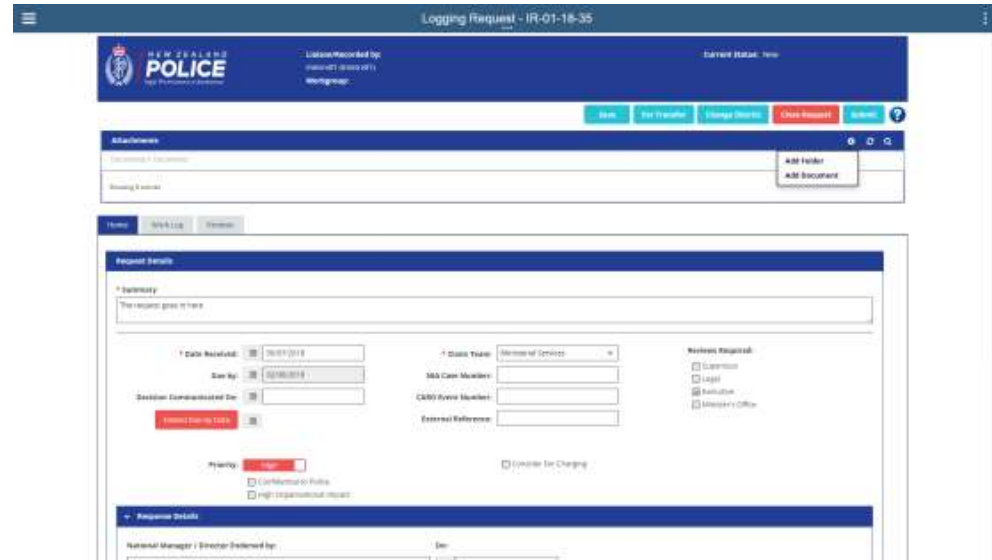 Logging Request - IR-01-18-35
NEW ZEALAND
POLICE
Liaison/Recorded by:
Workgroup:
Current Status: New
Save
For Transfer
Change District
Close Request
Submit
?
Attachments
Add Folder
Add Document
Home
Work Log
Reviews
Request Details
* Summary
The request goes in here
* Date Received:
* Claim Team: Ministerial Services
Reviews Required:
Due by:
NIA Case Number:
Supervisor
Legal
Decision Communicated On:
CARD Event Number:
Executive
Minister's Office
Extend Due by Date
External Reference:
Priority: High
Consider for Charging
Confidential to Police
High Organisational Impact
Response Details
National Manager / Director Endorsed by:
On: